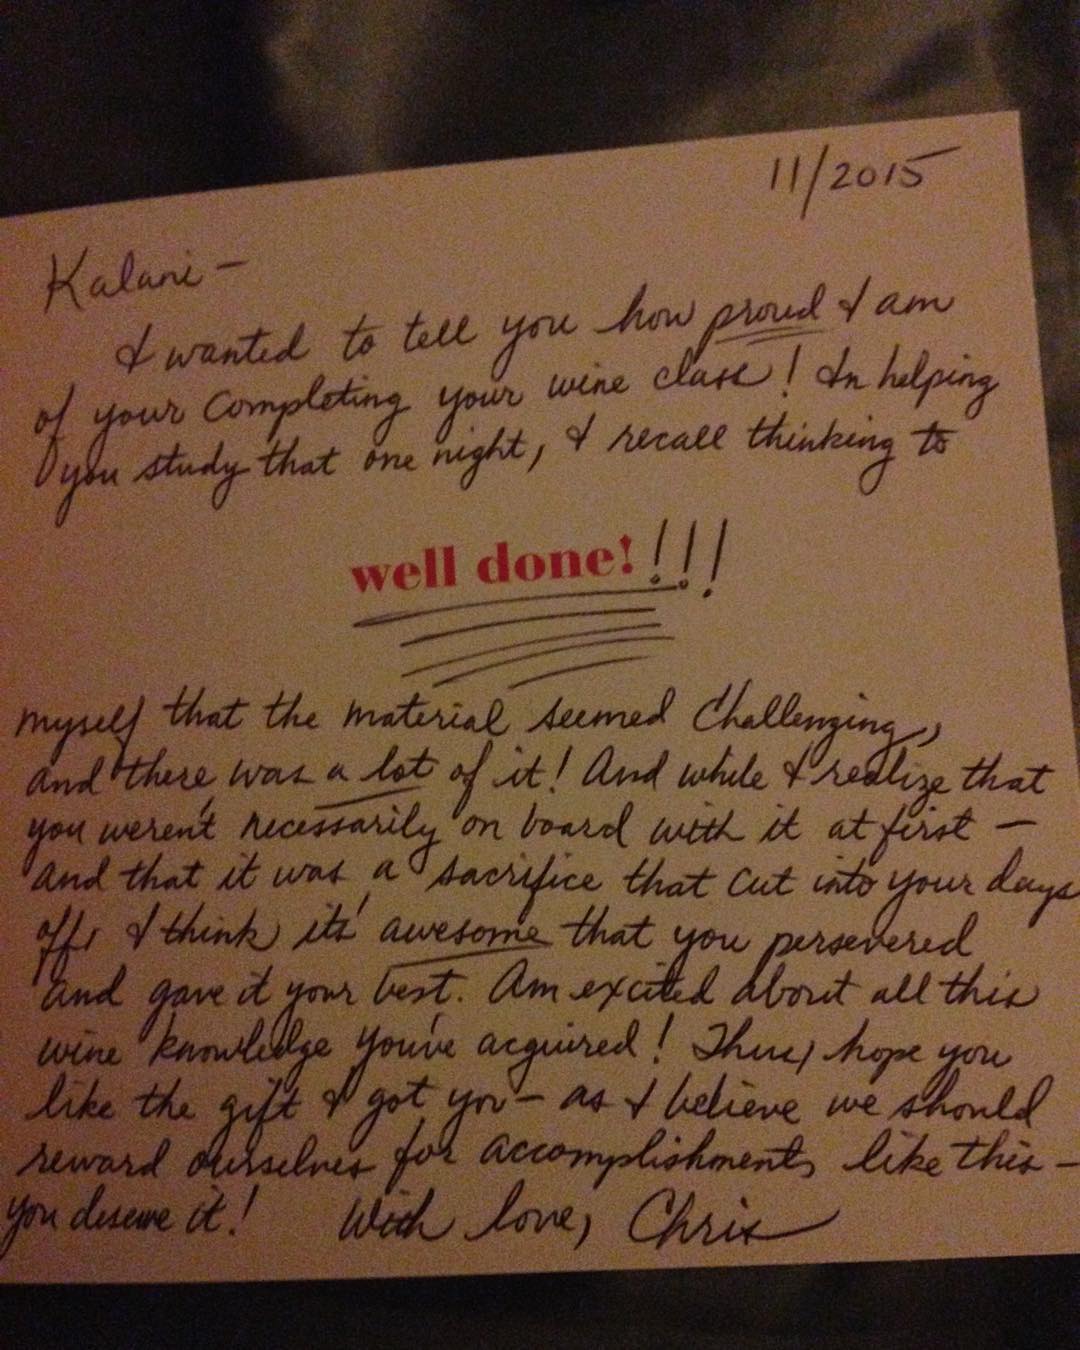 11/2015
Kalani –
I wanted to tell you how proud I am
of your completing your wine class! In helping
you study that one night, I recall thinking to
well done!!!!
myself that the material seemed challenging,
and there was a lot of it! And while I realize that
you weren't necessarily on board with it at first –
and that it was a sacrifice that cut into your days
off, I think it's awesome that you persevered
and gave it your best. Am excited about all this
wine knowledge you've acquired! Thus, hope you
like the gift I got you – as I believe we should
reward ourselves for accomplishments like this –
you deserve it! With love, Chris